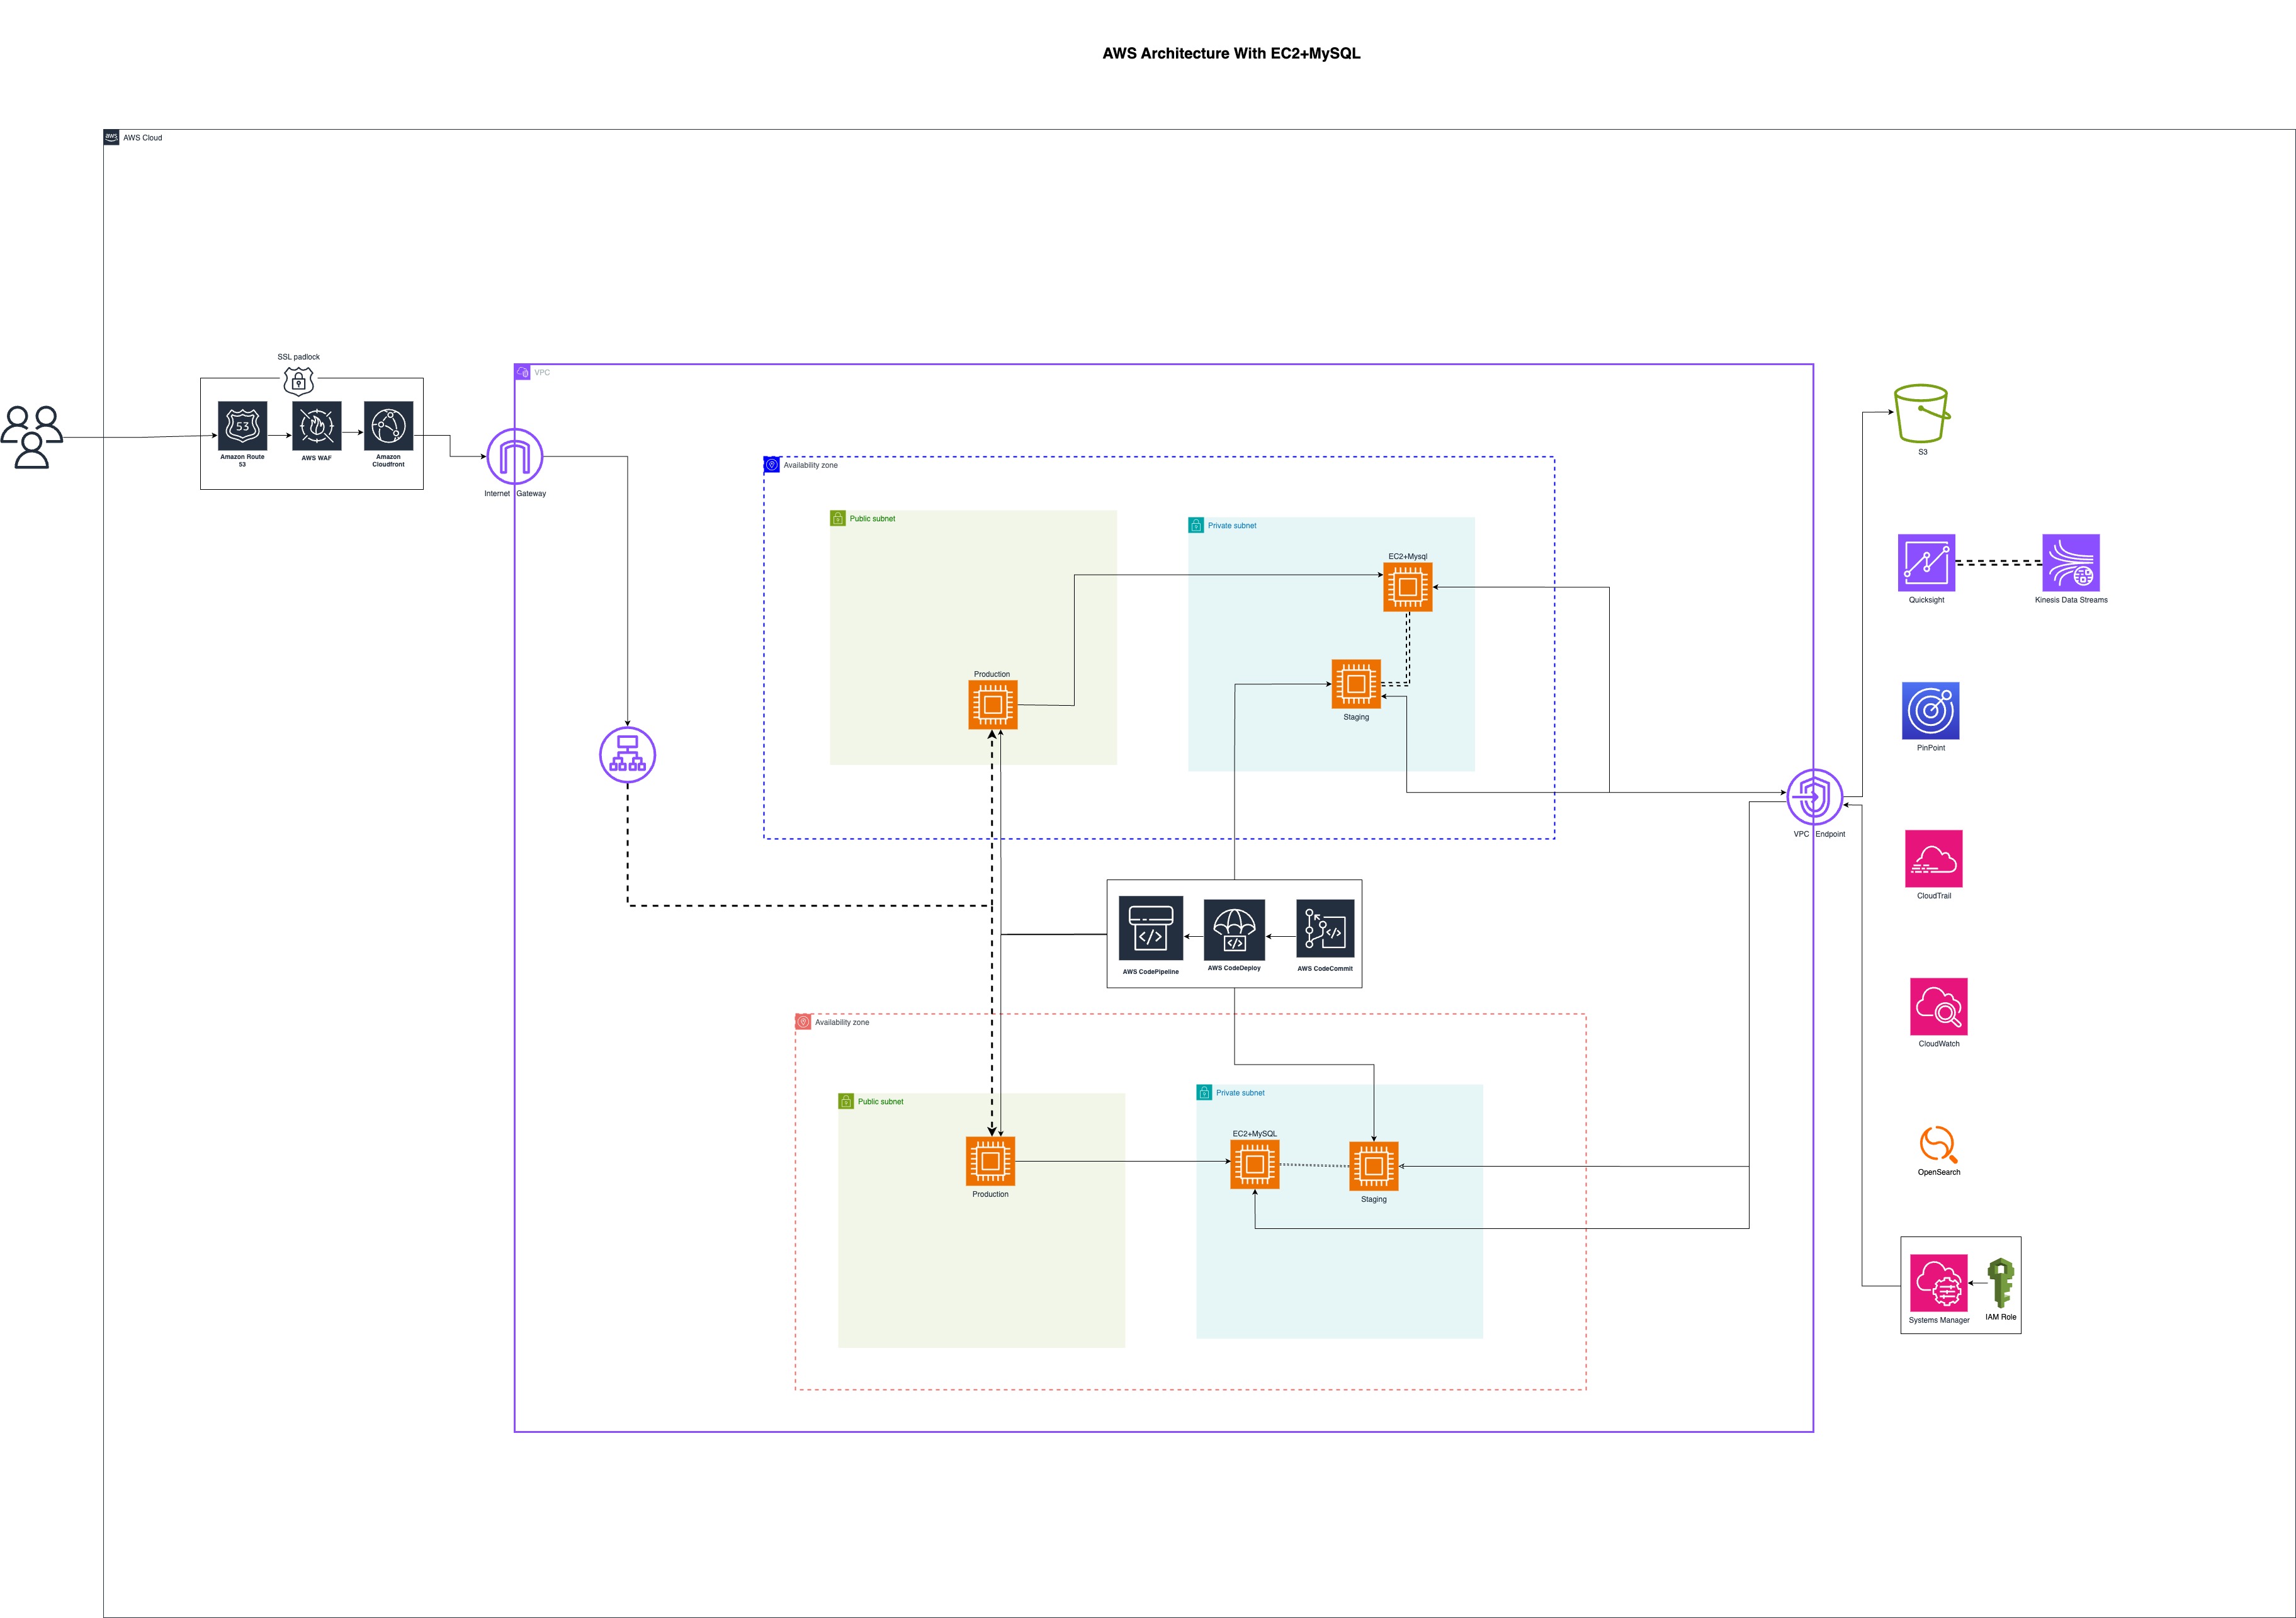 AWS Architecture With EC2+MySQL
aws
AWS Cloud
SSL padlock
53
Amazon Route
53
AWS WAF
Amazon
Cloudfront
VPC
Internet Gateway
Availability zone
Public subnet
Private subnet
EC2+Mysql
Production
Staging
S3
Quicksight
Kinesis Data Streams
PinPoint
VPC Endpoint
CloudTrail
AWS CodePipeline
AWS CodeDeploy
AWS CodeCommit
Availability zone
CloudWatch
Public subnet
Private subnet
EC2+MySQL
Production
Staging
OpenSearch
Systems Manager
IAM Role